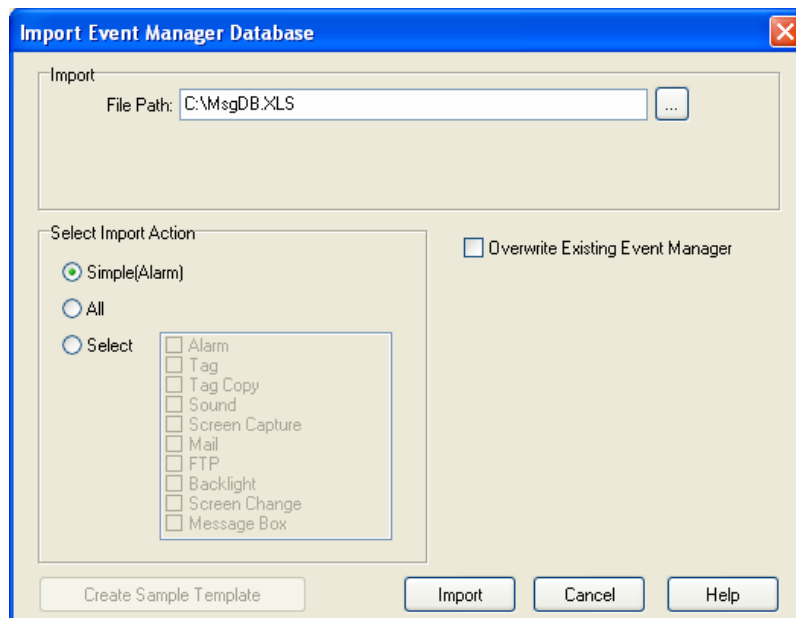 Import Event Manager Database
Import
File Path: C:\MsgDB.XLS ...
Select Import Action
Overwrite Existing Event Manager
Simple(Alarm)
All
Select
Alarm
Tag
Tag Copy
Sound
Screen Capture
Mail
FTP
Backlight
Screen Change
Message Box
Create Sample Template Import Cancel Help